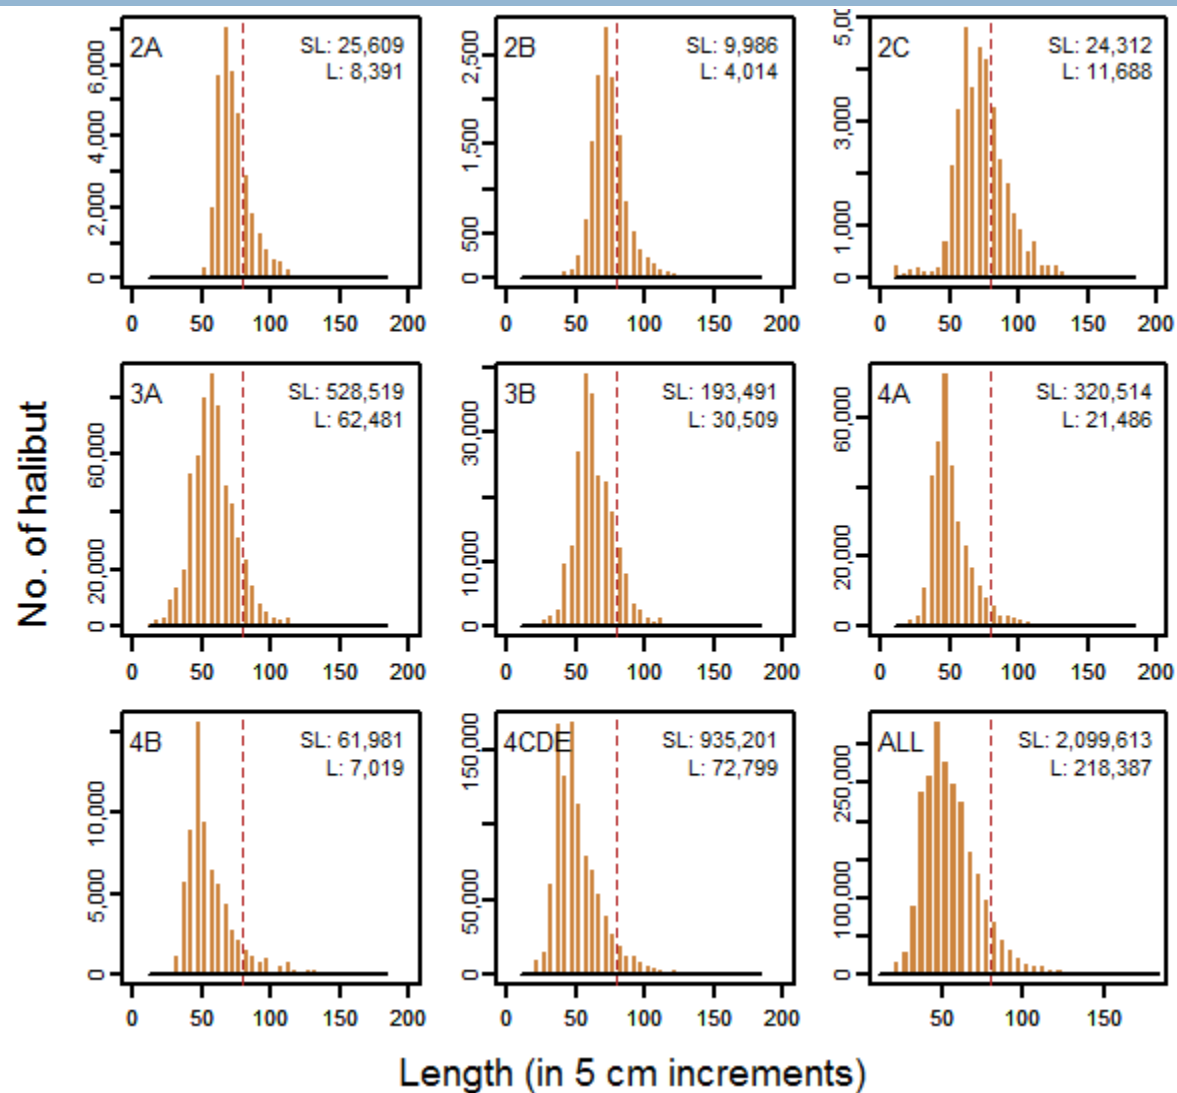 2A
SL: 25,609
L: 8,391
0
2,000
4,000
6,000
0 50 100 150 200
2B
SL: 9,986
L: 4,014
0
500
1,500
2,500
0 50 100 150 200
2C
SL: 24,312
L: 11,688
0
1,000
3,000
0 50 100 150 200
3A
SL: 528,519
L: 62,481
0
20,000
60,000
0 50 100 150 200
3B
SL: 193,491
L: 30,509
0
10,000
30,000
0 50 100 150 200
4A
SL: 320,514
L: 21,486
0
20,000
60,000
0 50 100 150 200
4B
SL: 61,981
L: 7,019
0
5,000
10,000
0 50 100 150 200
4CDE
SL: 935,201
L: 72,799
0
50,000
150,000
0 50 100 150 200
ALL
SL: 2,099,613
L: 218,387
0
100,000
250,000
50 100 150
No. of halibut
Length (in 5 cm increments)